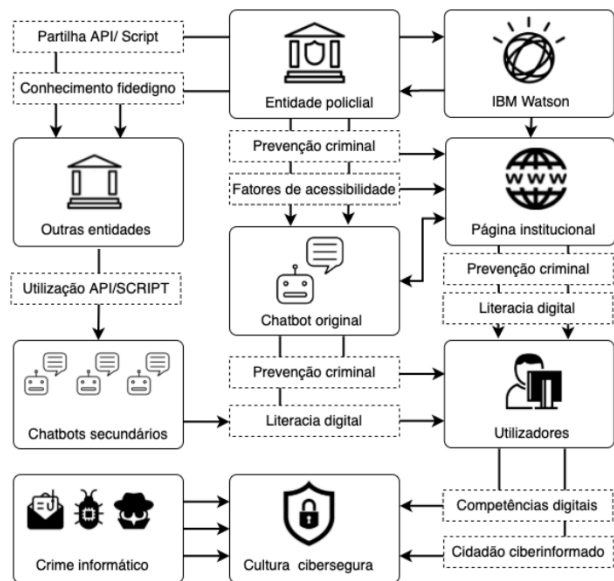 Partilha API/ Script
Conhecimento fidedigno
Entidade policlial
IBM Watson
Prevenção criminal
Fatores de acessibilidade
Outras entidades
WWW
Página institucional
Utilização API/SCRIPT
Chatbot original
Prevenção criminal
Literacia digital
Prevenção criminal
Literacia digital
Chatbots secundários
Utilizadores
Competências digitais
Cidadão ciberinformado
Crime informático
Cultura cibersegura